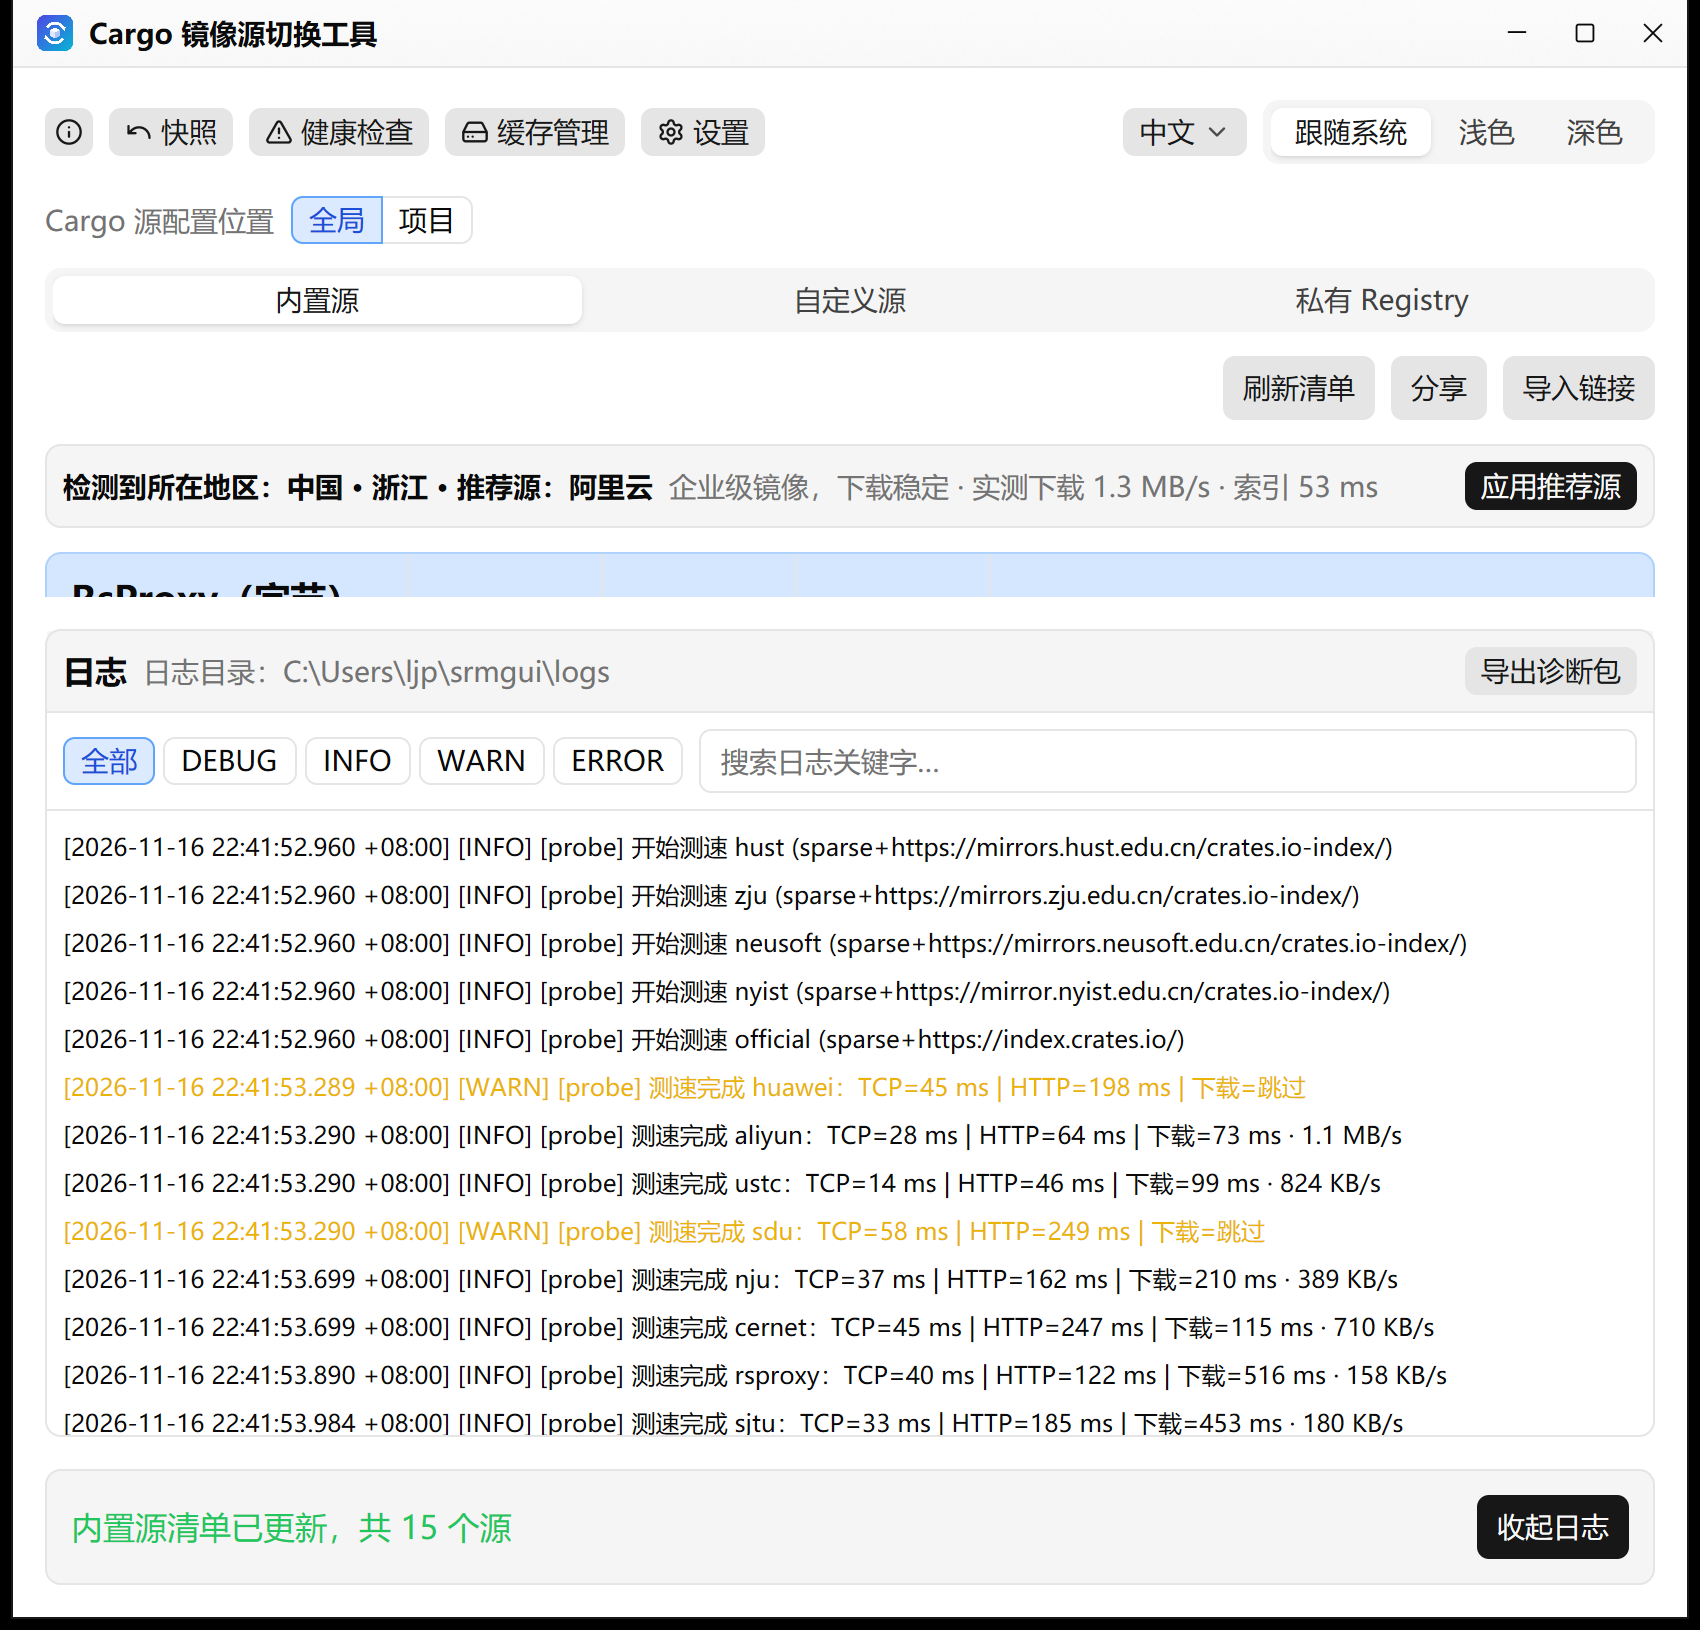 Cargo 镜像源切换工具
快照 健康检查 缓存管理 设置 中文 跟随系统 浅色 深色
Cargo 源配置位置 全局 项目
内置源 自定义源 私有 Registry
刷新清单 分享 导入链接
检测到所在地区：中国·浙江·推荐源：阿里云 企业级镜像，下载稳定 · 实测下载 1.3 MB/s · 索引 53 ms 应用推荐源
RsProxy（字节）
日志 日志目录：C:\Users\ljp\srmgui\logs 导出诊断包
全部 DEBUG INFO WARN ERROR 搜索日志关键字...
[2026-11-16 22:41:52.960 +08:00] [INFO] [probe] 开始测速 hust (sparse+https://mirrors.hust.edu.cn/crates.io-index/)
[2026-11-16 22:41:52.960 +08:00] [INFO] [probe] 开始测速 zju (sparse+https://mirrors.zju.edu.cn/crates.io-index/)
[2026-11-16 22:41:52.960 +08:00] [INFO] [probe] 开始测速 neusoft (sparse+https://mirrors.neusoft.edu.cn/crates.io-index/)
[2026-11-16 22:41:52.960 +08:00] [INFO] [probe] 开始测速 nyist (sparse+https://mirror.nyist.edu.cn/crates.io-index/)
[2026-11-16 22:41:52.960 +08:00] [INFO] [probe] 开始测速 official (sparse+https://index.crates.io/)
[2026-11-16 22:41:53.289 +08:00] [WARN] [probe] 测速完成 huawei：TCP=45 ms | HTTP=198 ms | 下载=跳过
[2026-11-16 22:41:53.290 +08:00] [INFO] [probe] 测速完成 aliyun：TCP=28 ms | HTTP=64 ms | 下载=73 ms · 1.1 MB/s
[2026-11-16 22:41:53.290 +08:00] [INFO] [probe] 测速完成 ustc：TCP=14 ms | HTTP=46 ms | 下载=99 ms · 824 KB/s
[2026-11-16 22:41:53.290 +08:00] [WARN] [probe] 测速完成 sdu：TCP=58 ms | HTTP=249 ms | 下载=跳过
[2026-11-16 22:41:53.699 +08:00] [INFO] [probe] 测速完成 nju：TCP=37 ms | HTTP=162 ms | 下载=210 ms · 389 KB/s
[2026-11-16 22:41:53.699 +08:00] [INFO] [probe] 测速完成 cernet：TCP=45 ms | HTTP=247 ms | 下载=115 ms · 710 KB/s
[2026-11-16 22:41:53.890 +08:00] [INFO] [probe] 测速完成 rsproxy：TCP=40 ms | HTTP=122 ms | 下载=516 ms · 158 KB/s
[2026-11-16 22:41:53.984 +08:00] [INFO] [probe] 测速完成 sjtu：TCP=33 ms | HTTP=185 ms | 下载=453 ms · 180 KB/s
内置源清单已更新，共 15 个源 收起日志